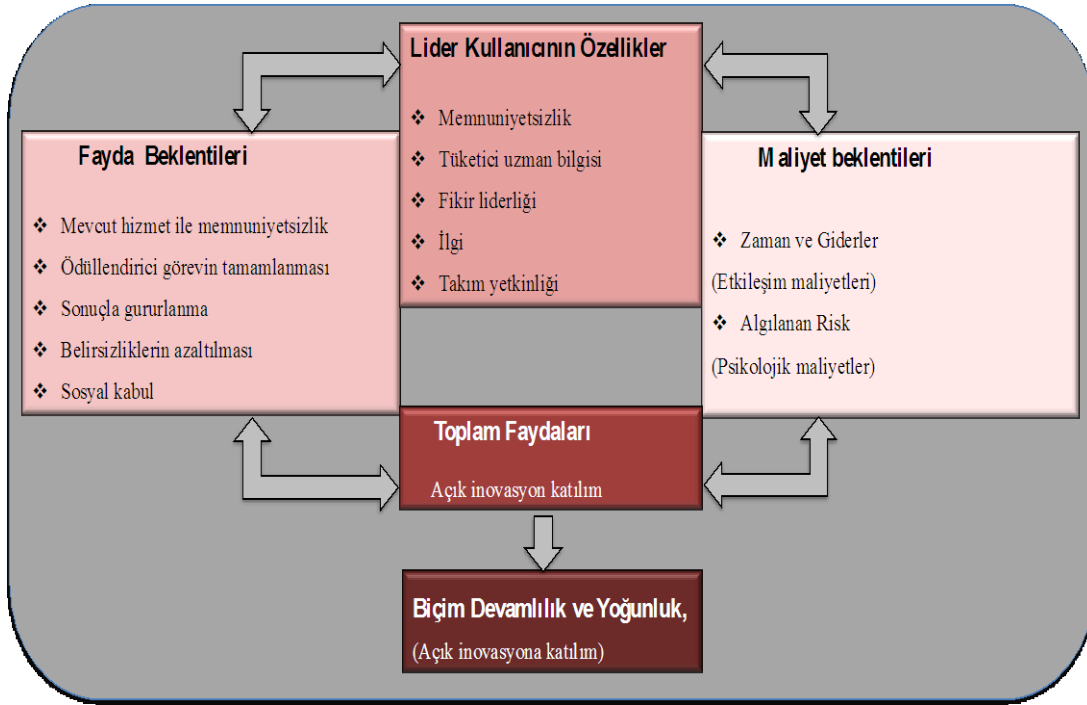 Lider Kullanıcının Özellikler
❖ Memnuniyetsizlik
❖ Tüketici uzman bilgisi
❖ Fikir liderliği
❖ İlgi
❖ Takım yetkinliği
Fayda Beklentileri
❖ Mevcut hizmet ile memnuniyetsizlik
❖ Ödüllendirici görevin tamamlanması
❖ Sonuçla gururlanma
❖ Belirsizliklerin azaltılması
❖ Sosyal kabul
Maliyet beklentileri
❖ Zaman ve Giderler
(Etkileşim maliyetleri)
❖ Algılanan Risk
(Psikolojik maliyetler)
Toplam Faydaları
Açık inovasyon katılım
Biçim Devamlılık ve Yoğunluk,
(Açık inovasyona katılım)